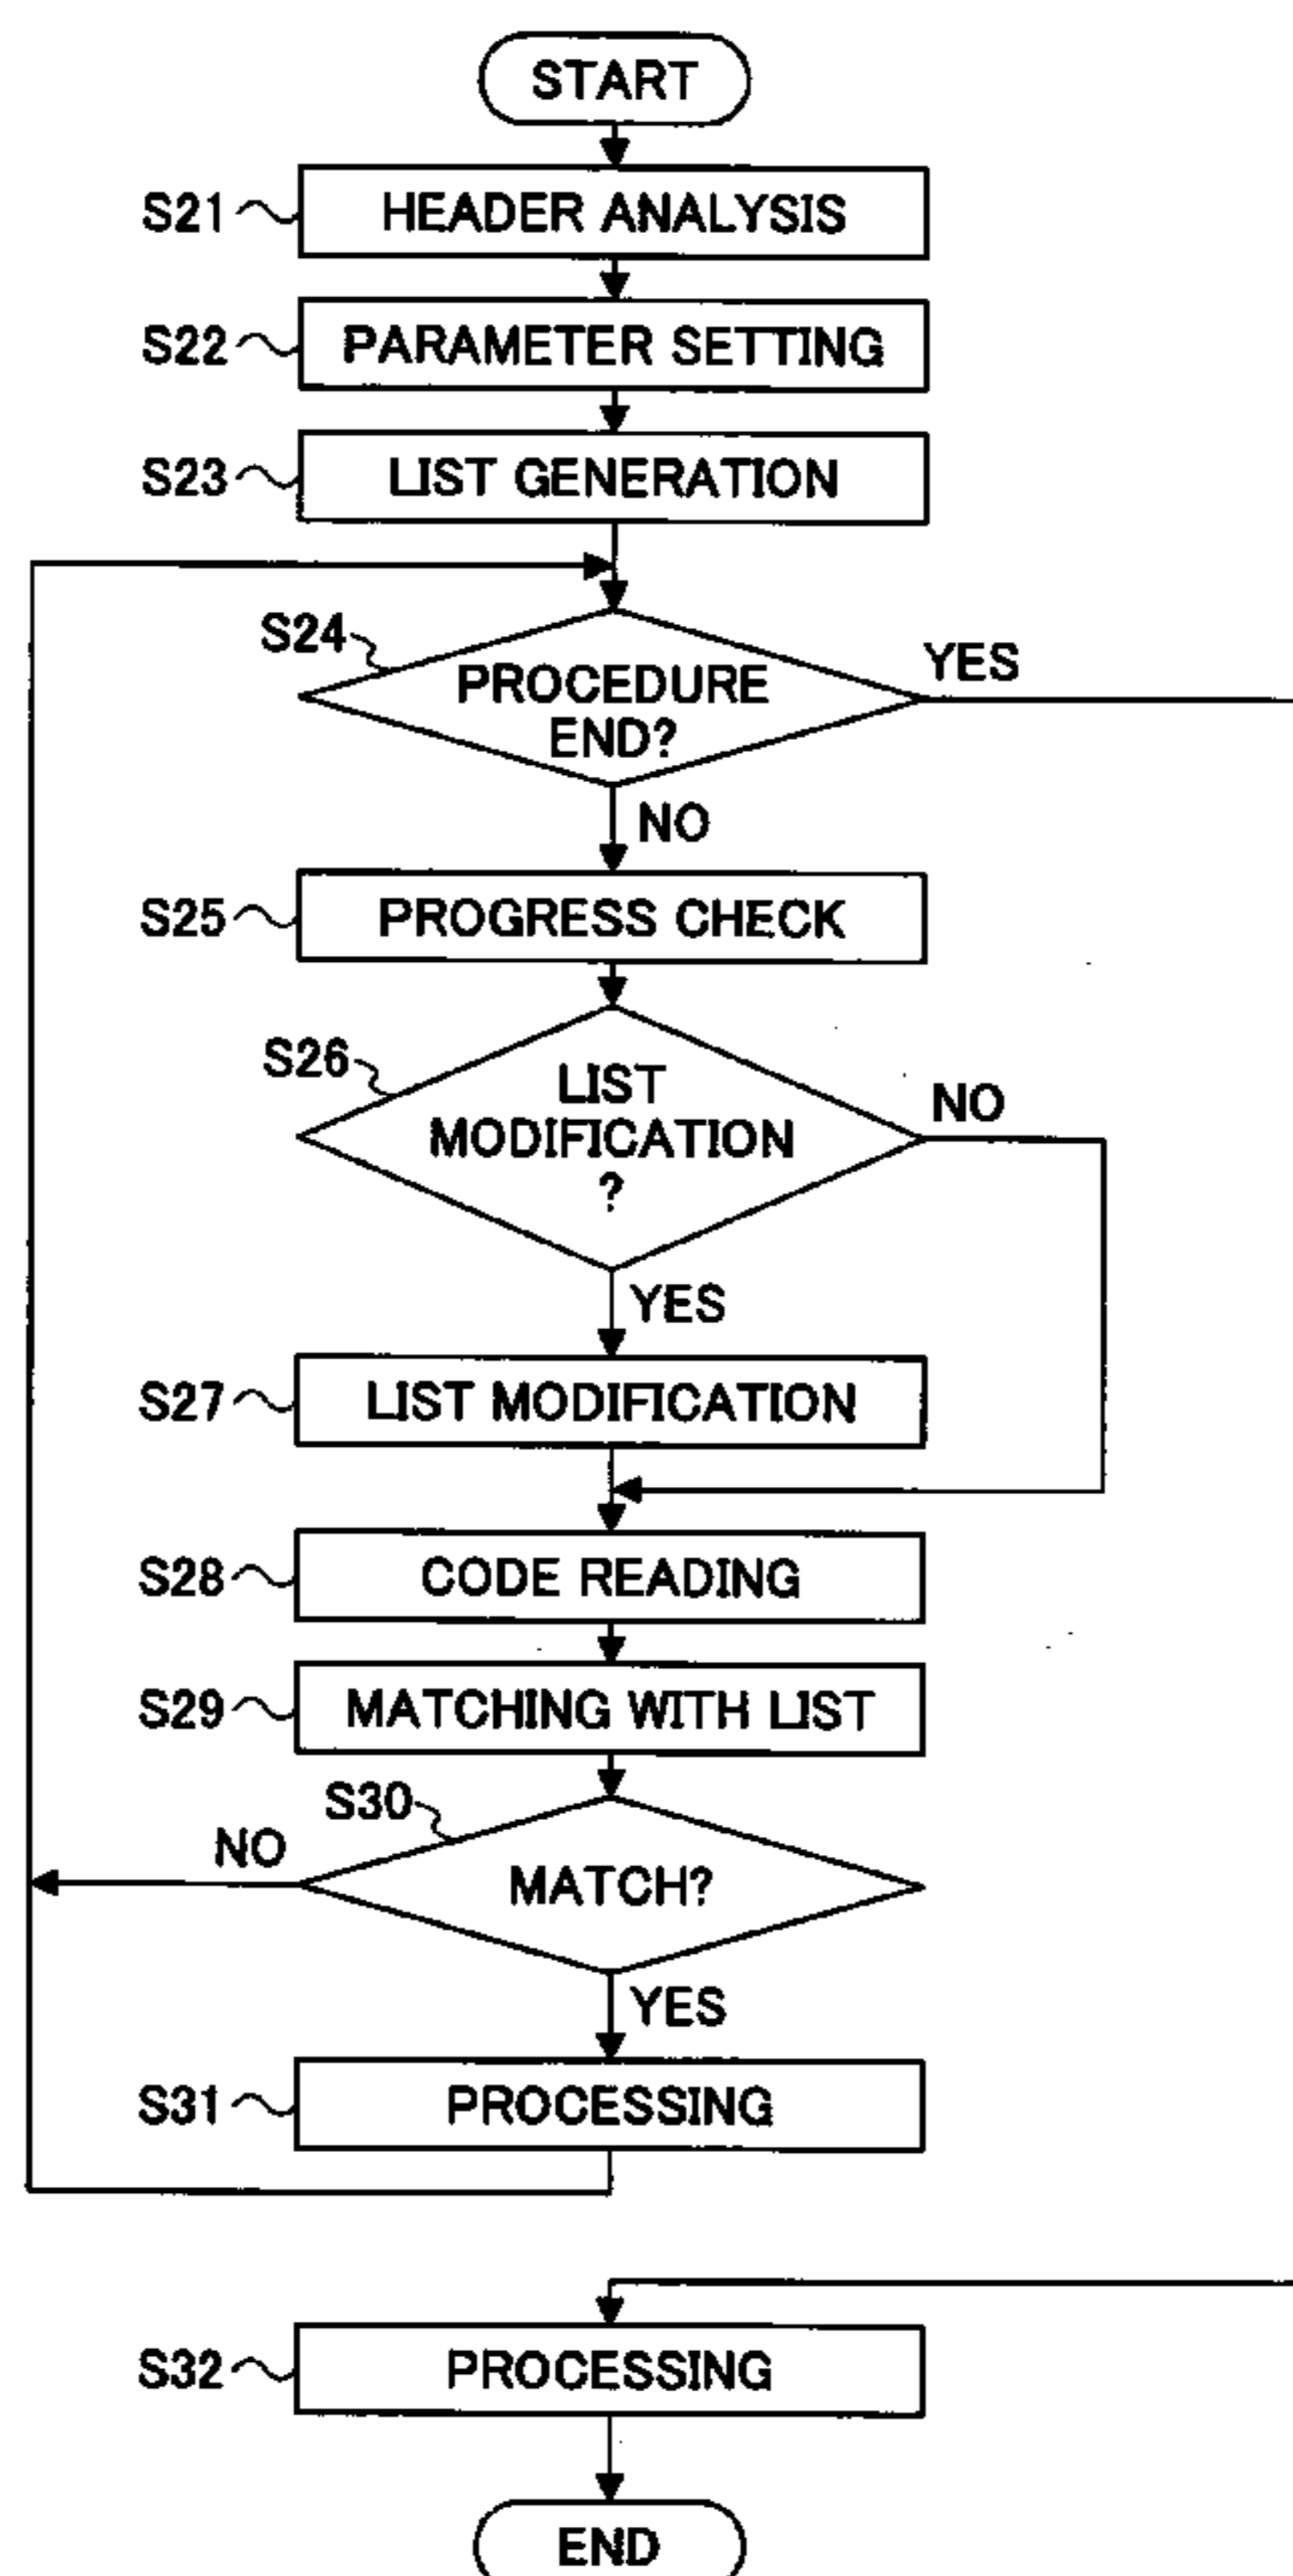 START
S21 HEADER ANALYSIS
S22 PARAMETER SETTING
S23 LIST GENERATION
S24
PROCEDURE
END?
YES
NO
S25 PROGRESS CHECK
S26
LIST
MODIFICATION
?
NO
YES
S27 LIST MODIFICATION
S28 CODE READING
S29 MATCHING WITH LIST
S30
NO
MATCH?
YES
S31 PROCESSING
S32 PROCESSING
END